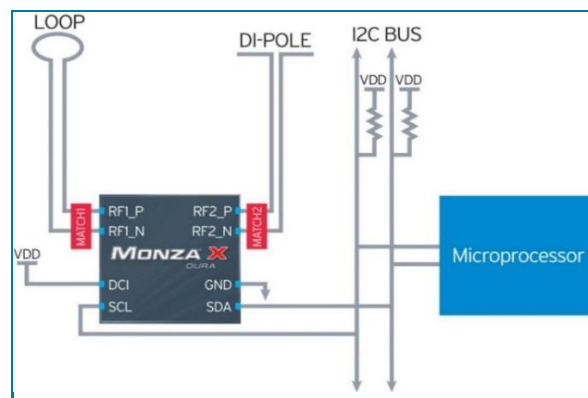 LOOP
DI-POLE
I2C BUS
VDD
VDD
MATCH1
RF1_P
RF1_N
RF2_P
RF2_N
MATCH2
MONZA X
DURA
VDD
DCI
GND
SCL
SDA
Microprocessor